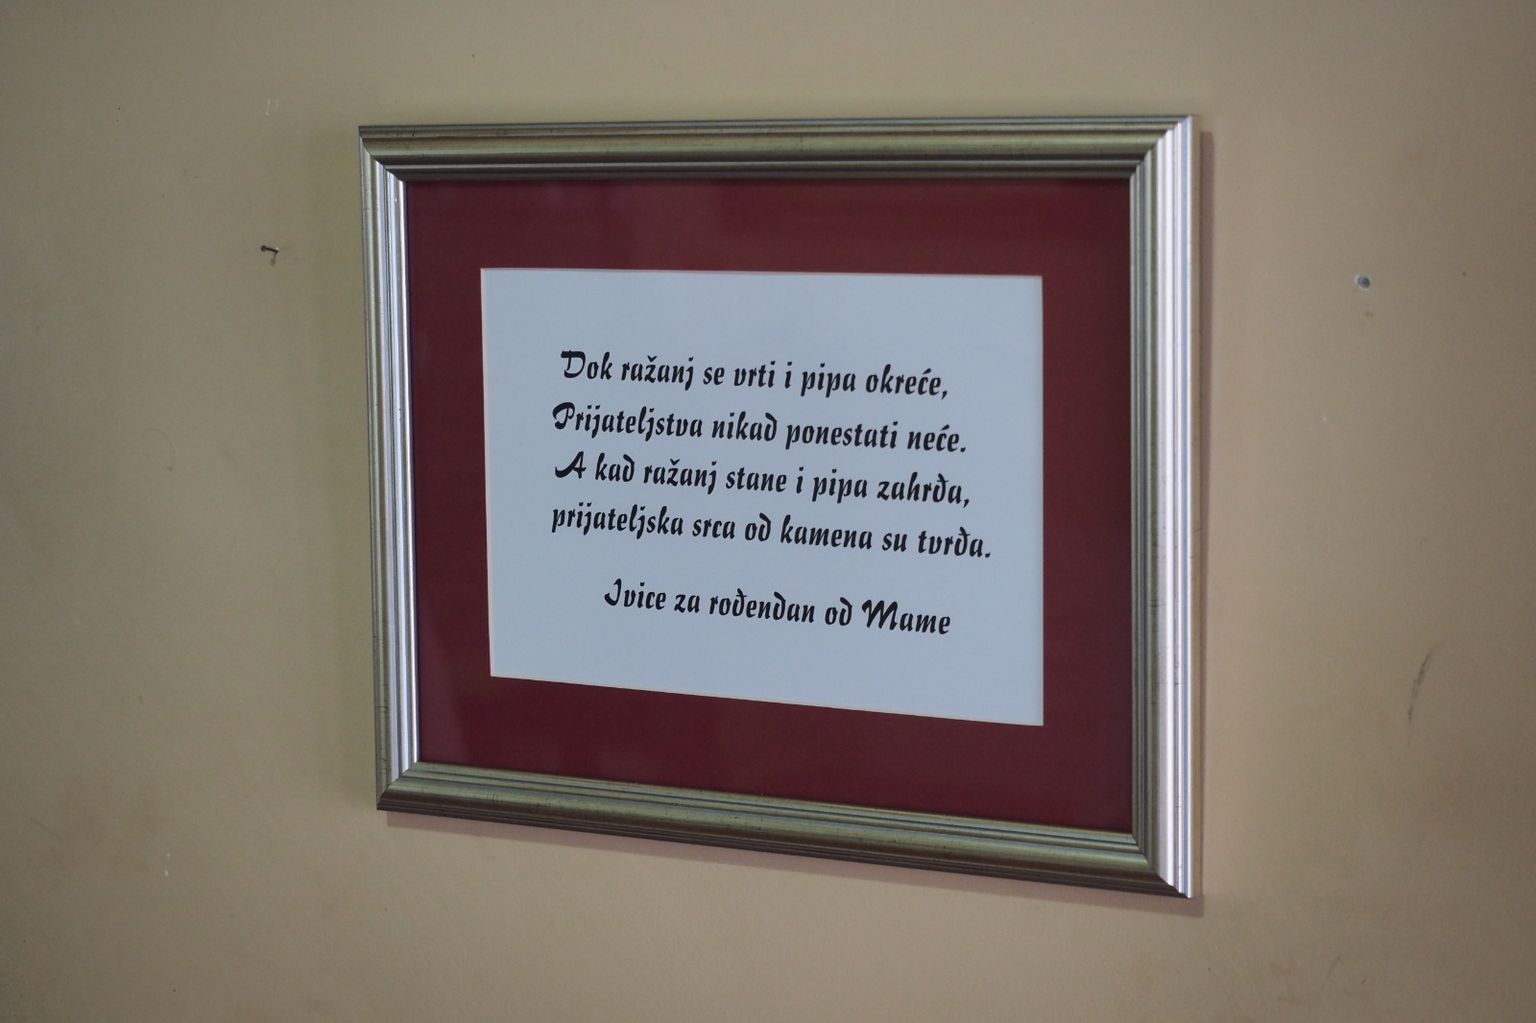 Dok ražanj se vrti i pipa okreće,
Prijateljstva nikad ponestati neće.
A kad ražanj stane i pipa zahrđa,
prijateljska srca od kamena su tvrđa.
Ivice za rođendan od Mame